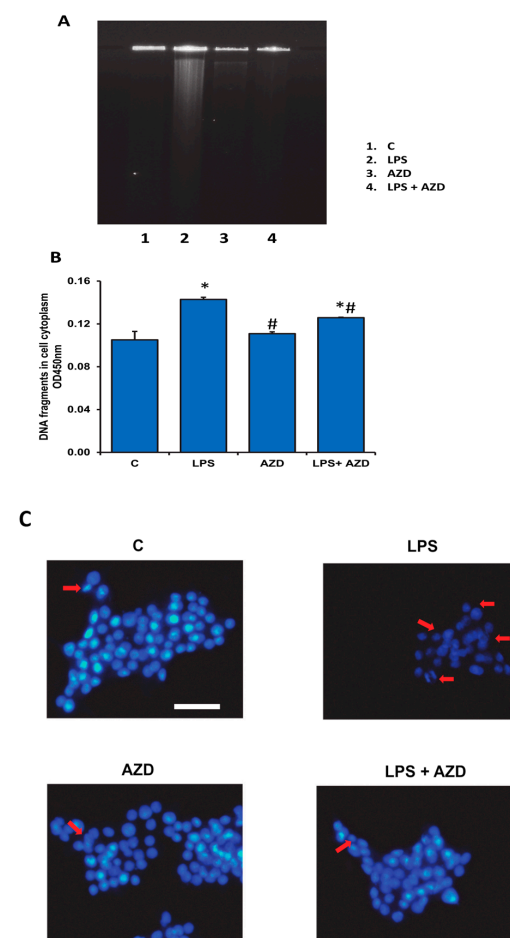 A
1. C
2. LPS
3. AZD
4. LPS + AZD
1 2 3 4
B
DNA fragments in cell cytoplasm
OD450nm
0.16
0.12
0.08
0.04
0.00
*
#
*#
C LPS AZD LPS+ AZD
C
C LPS
AZD LPS + AZD